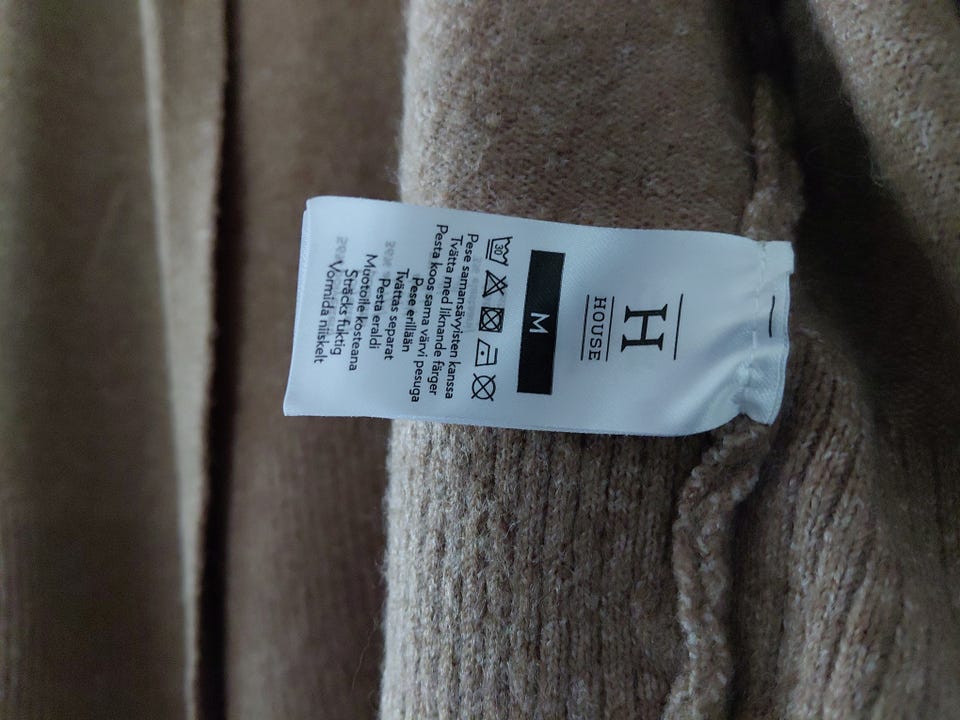 H
HOUSE
M
30
Pese samansävyisten kanssa
Tvätta med liknande färger
Pesta koos sama värvi pesuga
Pese erillään
Tvättas separat
Pesta eraldi
Muotoile kosteana
Sträcks fuktig
Vormida niiskelt